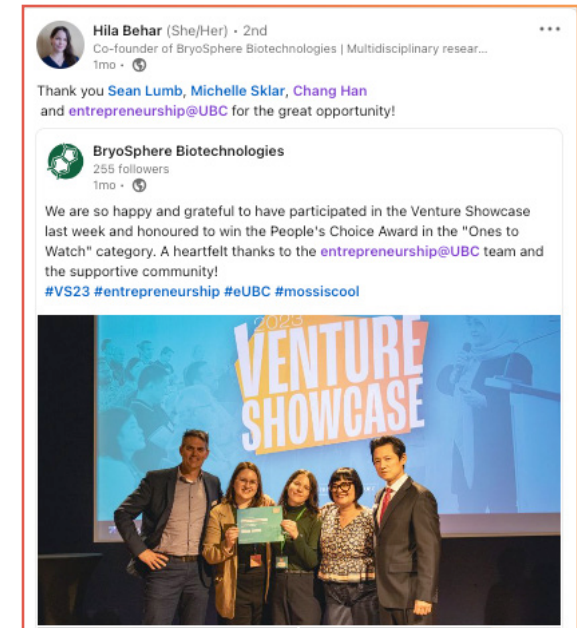 Hila Behar (She/Her) • 2nd
Co-founder of BryoSphere Biotechnologies | Multidisciplinary resear...
1mo •
Thank you Sean Lumb, Michelle Sklar, Chang Han
and entrepreneurship@UBC for the great opportunity!
BryoSphere Biotechnologies
255 followers
1mo •
We are so happy and grateful to have participated in the Venture Showcase
last week and honoured to win the People's Choice Award in the "Ones to
Watch" category. A heartfelt thanks to the entrepreneurship@UBC team and
the supportive community!
#VS23 #entrepreneurship #eUBC #mossiscool
2023
VENTURE
SHOWCASE